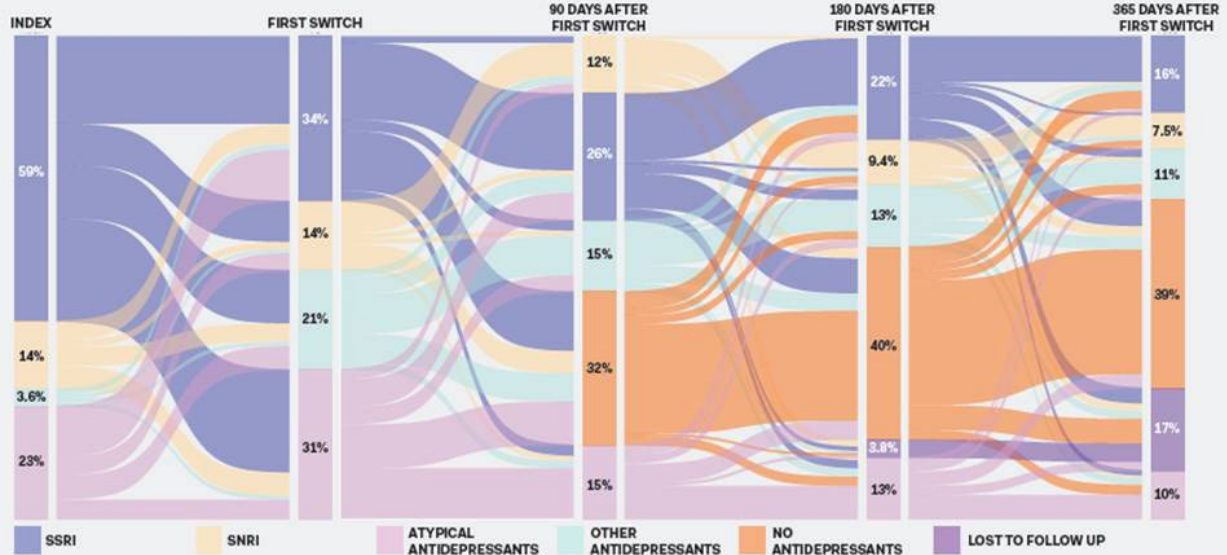 INDEX
FIRST SWITCH
90 DAYS AFTER
FIRST SWITCH
180 DAYS AFTER
FIRST SWITCH
365 DAYS AFTER
FIRST SWITCH
59%
14%
3.6%
23%
34%
14%
21%
31%
12%
26%
15%
32%
15%
22%
9.4%
13%
40%
3.8%
13%
16%
7.5%
11%
39%
17%
10%
SSRI
SNRI
ATYPICAL
ANTIDEPRESSANTS
OTHER
ANTIDEPRESSANTS
NO
ANTIDEPRESSANTS
LOST TO FOLLOW UP